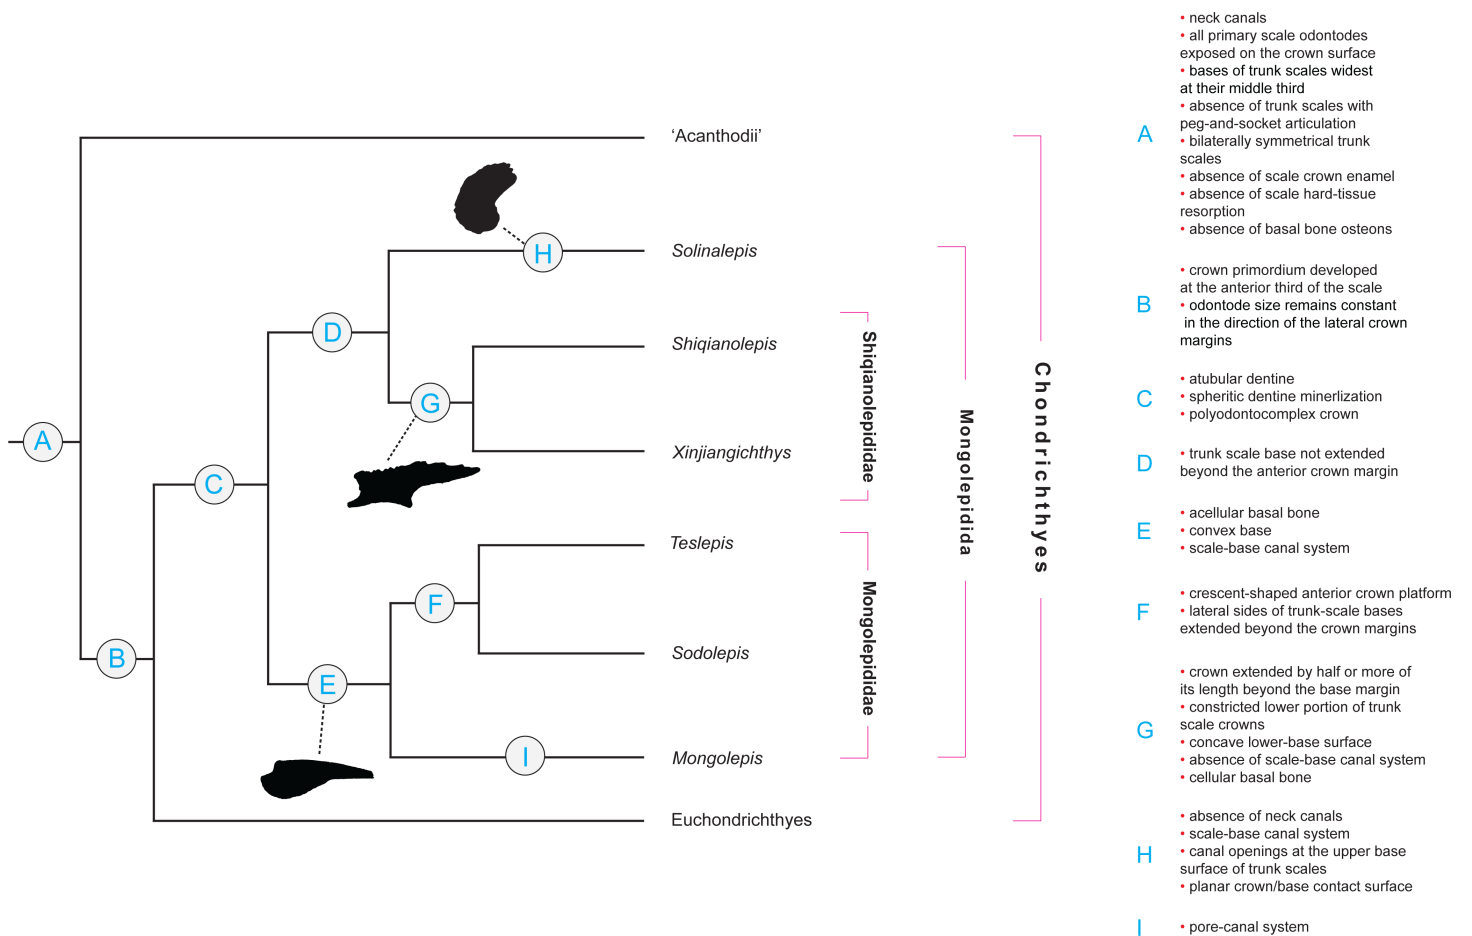 A
B
C
D
E
F
G
H
I
‘Acanthodii’
Solinalepis
Shiqianolepis
Xinjiangichthys
Teslepis
Sodolepis
Mongolepis
Euchondrichthyes
Shiqianolepididae
Mongolepididae
Mongolepidida
Chondrichthyes
A
• neck canals
• all primary scale odontodes
exposed on the crown surface
• bases of trunk scales widest
at their middle third
• absence of trunk scales with
peg-and-socket articulation
• bilaterally symmetrical trunk
scales
• absence of scale crown enamel
• absence of scale hard-tissue
resorption
• absence of basal bone osteons
B
• crown primordium developed
at the anterior third of the scale
• odontode size remains constant
in the direction of the lateral crown
margins
C
• atubular dentine
• spheritic dentine minerlization
• polyodontocomplex crown
D
• trunk scale base not extended
beyond the anterior crown margin
E
• acellular basal bone
• convex base
• scale-base canal system
F
• crescent-shaped anterior crown platform
• lateral sides of trunk-scale bases
extended beyond the crown margins
G
• crown extended by half or more of
its length beyond the base margin
• constricted lower portion of trunk
scale crowns
• concave lower-base surface
• absence of scale-base canal system
• cellular basal bone
H
• absence of neck canals
• scale-base canal system
• canal openings at the upper base
surface of trunk scales
• planar crown/base contact surface
I
• pore-canal system